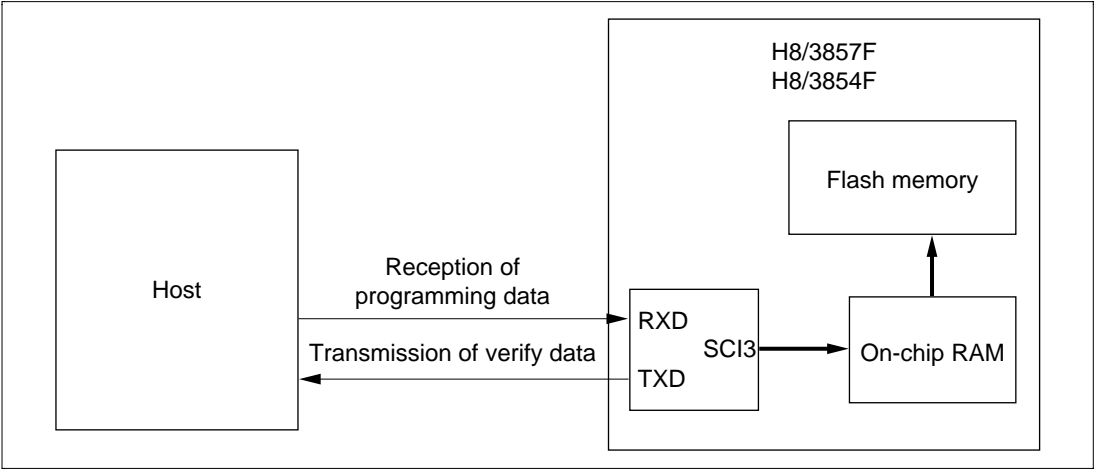 H8/3857F
H8/3854F
Flash memory
Host
Reception of
programming data
Transmission of verify data
RXD
SCI3
TXD
On-chip RAM